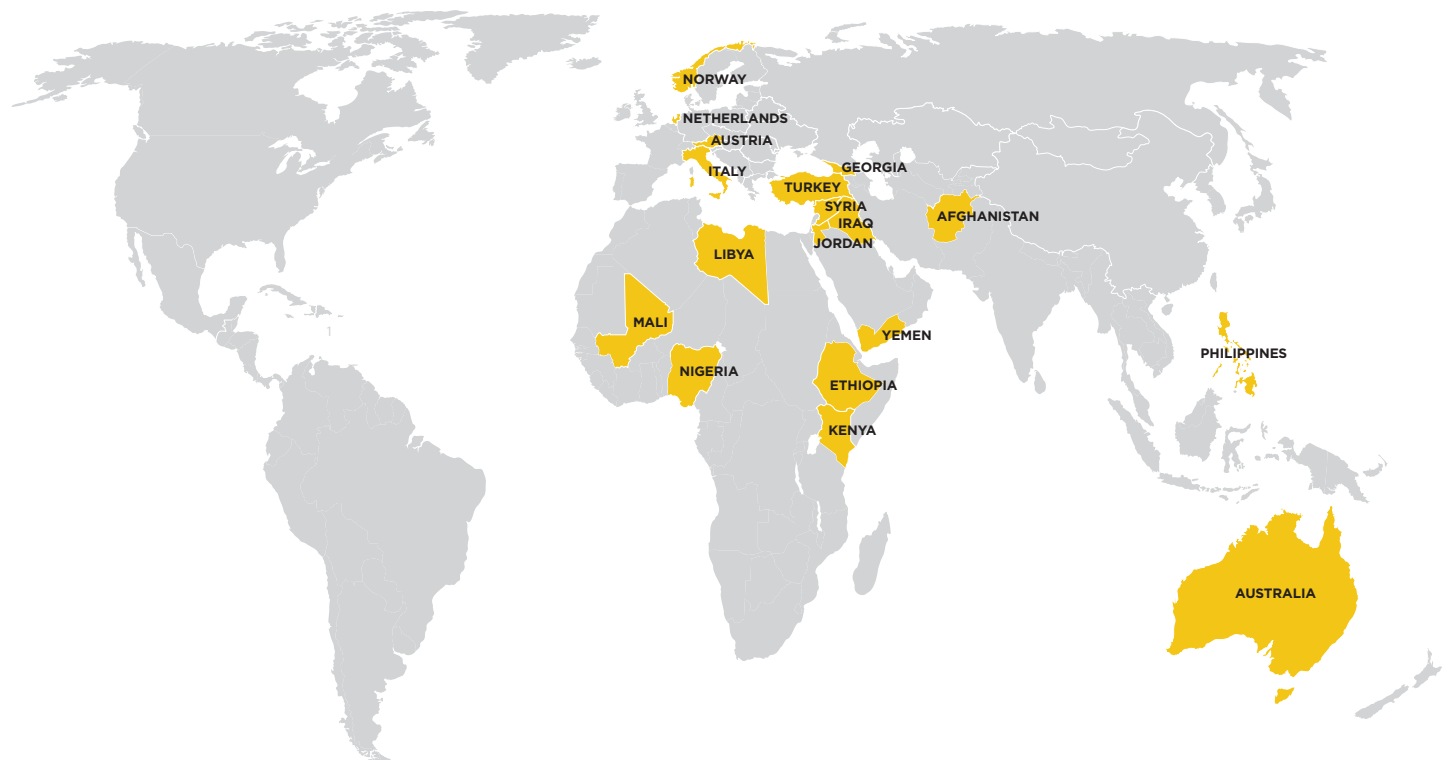 NORWAY
NETHERLANDS
AUSTRIA
GEORGIA
ITALY
TURKEY
SYRIA
AFGHANISTAN
IRAQ
JORDAN
LIBYA
MALI
YEMEN
PHILIPPINES
NIGERIA
ETHIOPIA
KENYA
AUSTRALIA